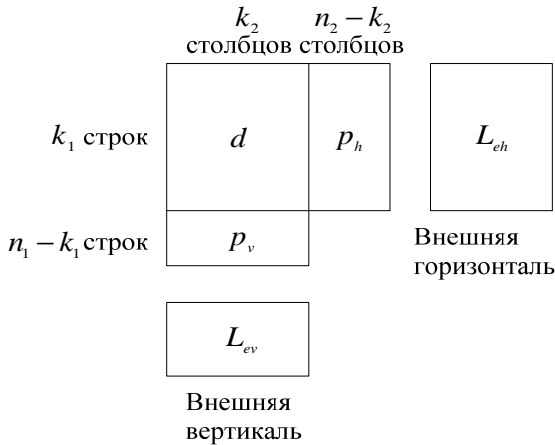 k₂ n₂ − k₂
столбцов столбцов
k₁ строк
d
pₕ
Lₑₕ
n₁ − k₁ строк
pᵥ
Внешняя
горизонталь
Lₑᵥ
Внешняя
вертикаль